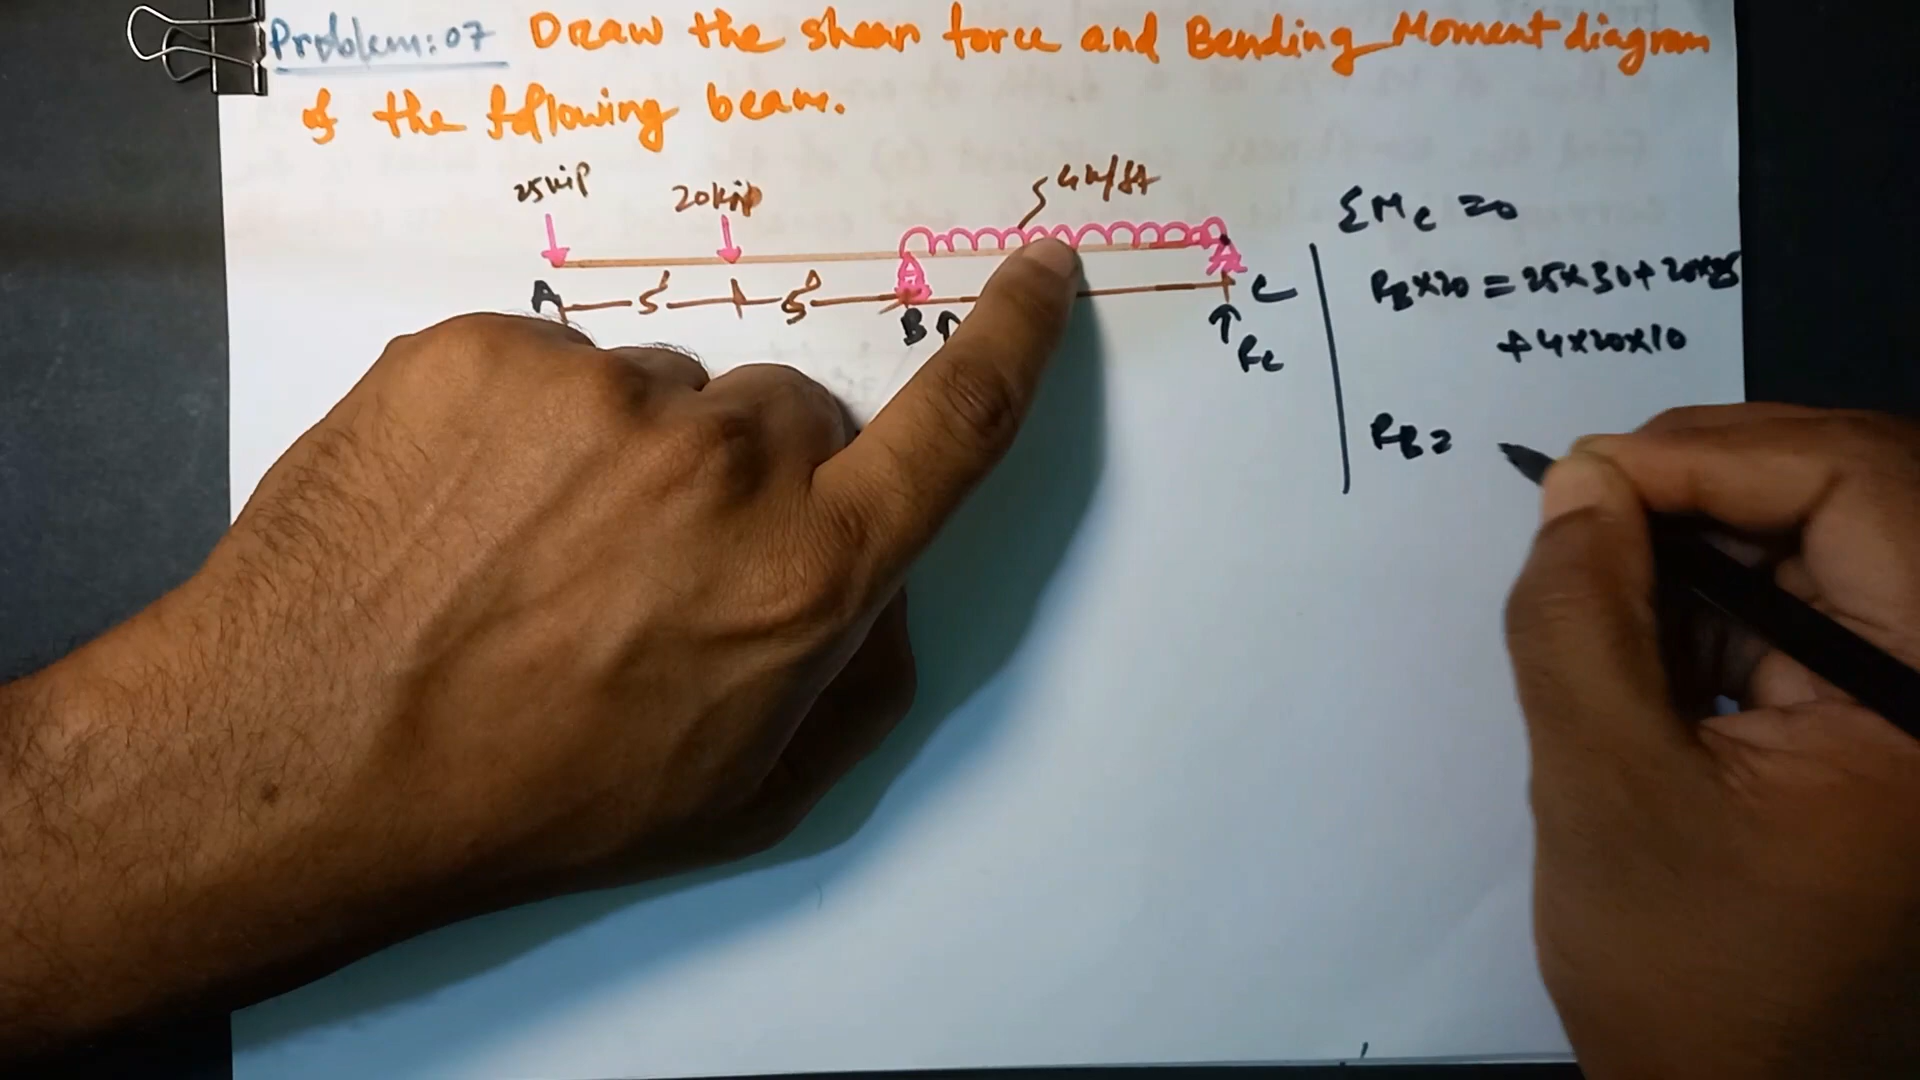 Problem: 07 Draw the shear force and Bending Moment diagram
of the following beam.
25kip
20kip
4k/ft
A 5' 5' B C
Rc
ΣMc = 0
RB×20 = 25×30+20×25
+4×20×10
RB =